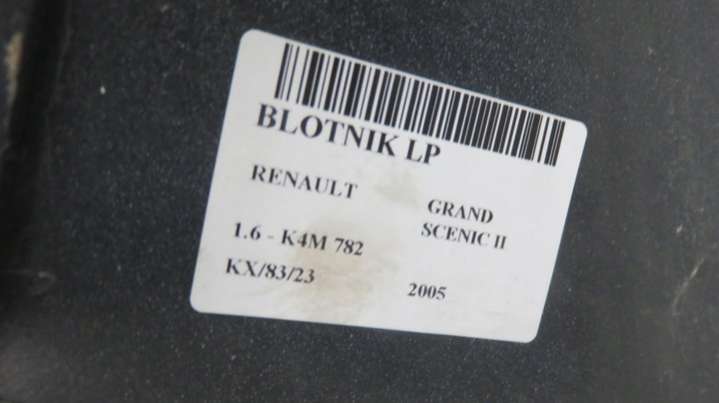 BLOTNIK LP
RENAULT
GRAND
SCENIC II
1.6 - K4M 782
KX/83/23
2005